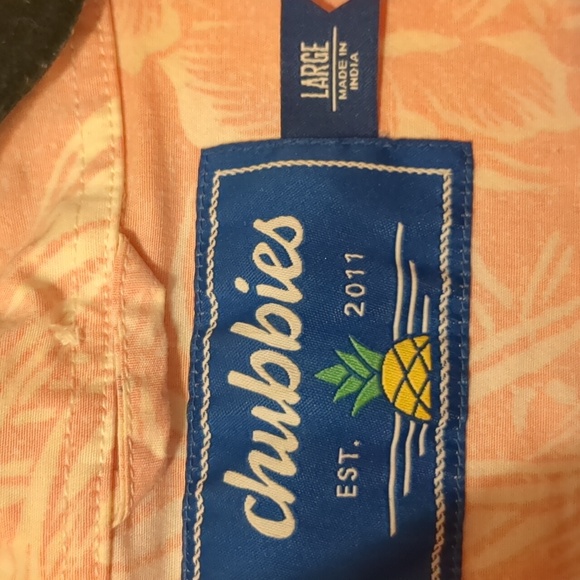 LARGE
MADE IN
INDIA
chubbies
EST. 2011